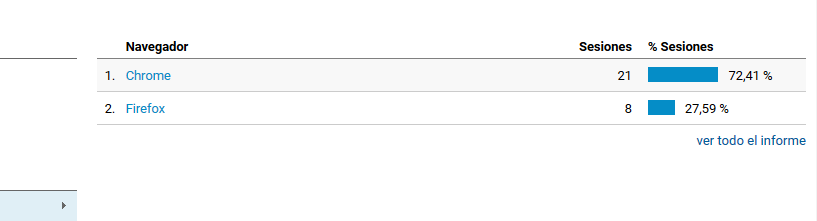 Navegador Sesiones % Sesiones
1. Chrome 21 72,41 %
2. Firefox 8 27,59 %
ver todo el informe